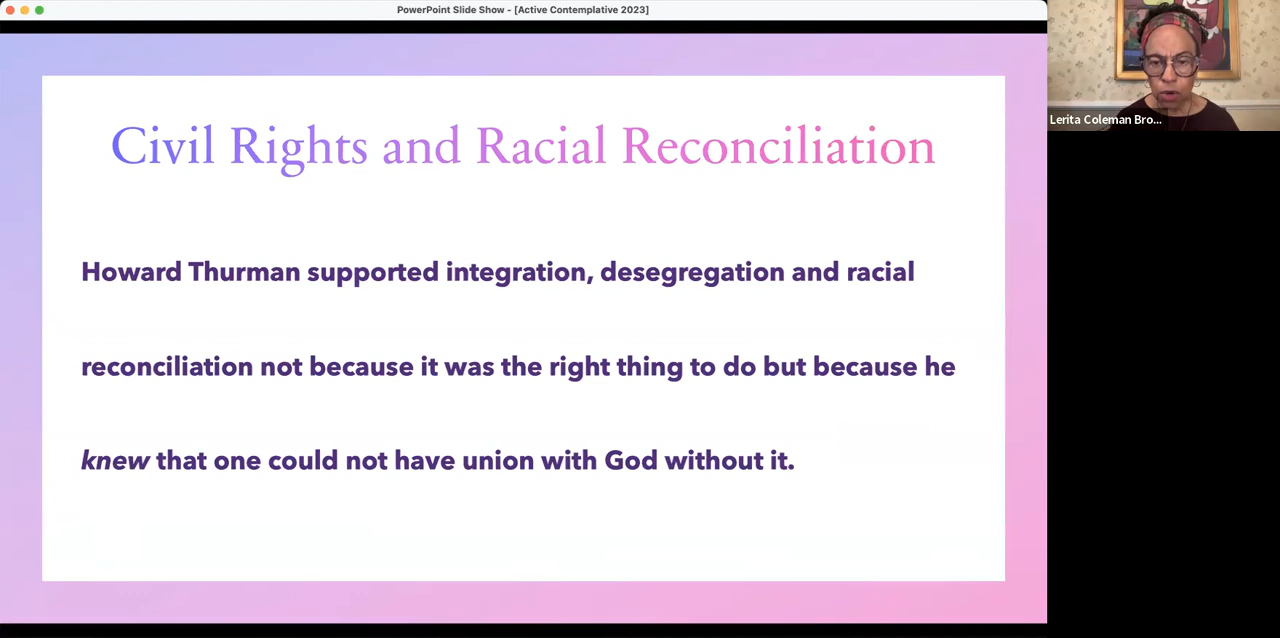 PowerPoint Slide Show - [Active Contemplative 2023]
Civil Rights and Racial Reconciliation
Howard Thurman supported integration, desegregation and racial
reconciliation not because it was the right thing to do but because he
knew that one could not have union with God without it.
Lerita Coleman Bro...